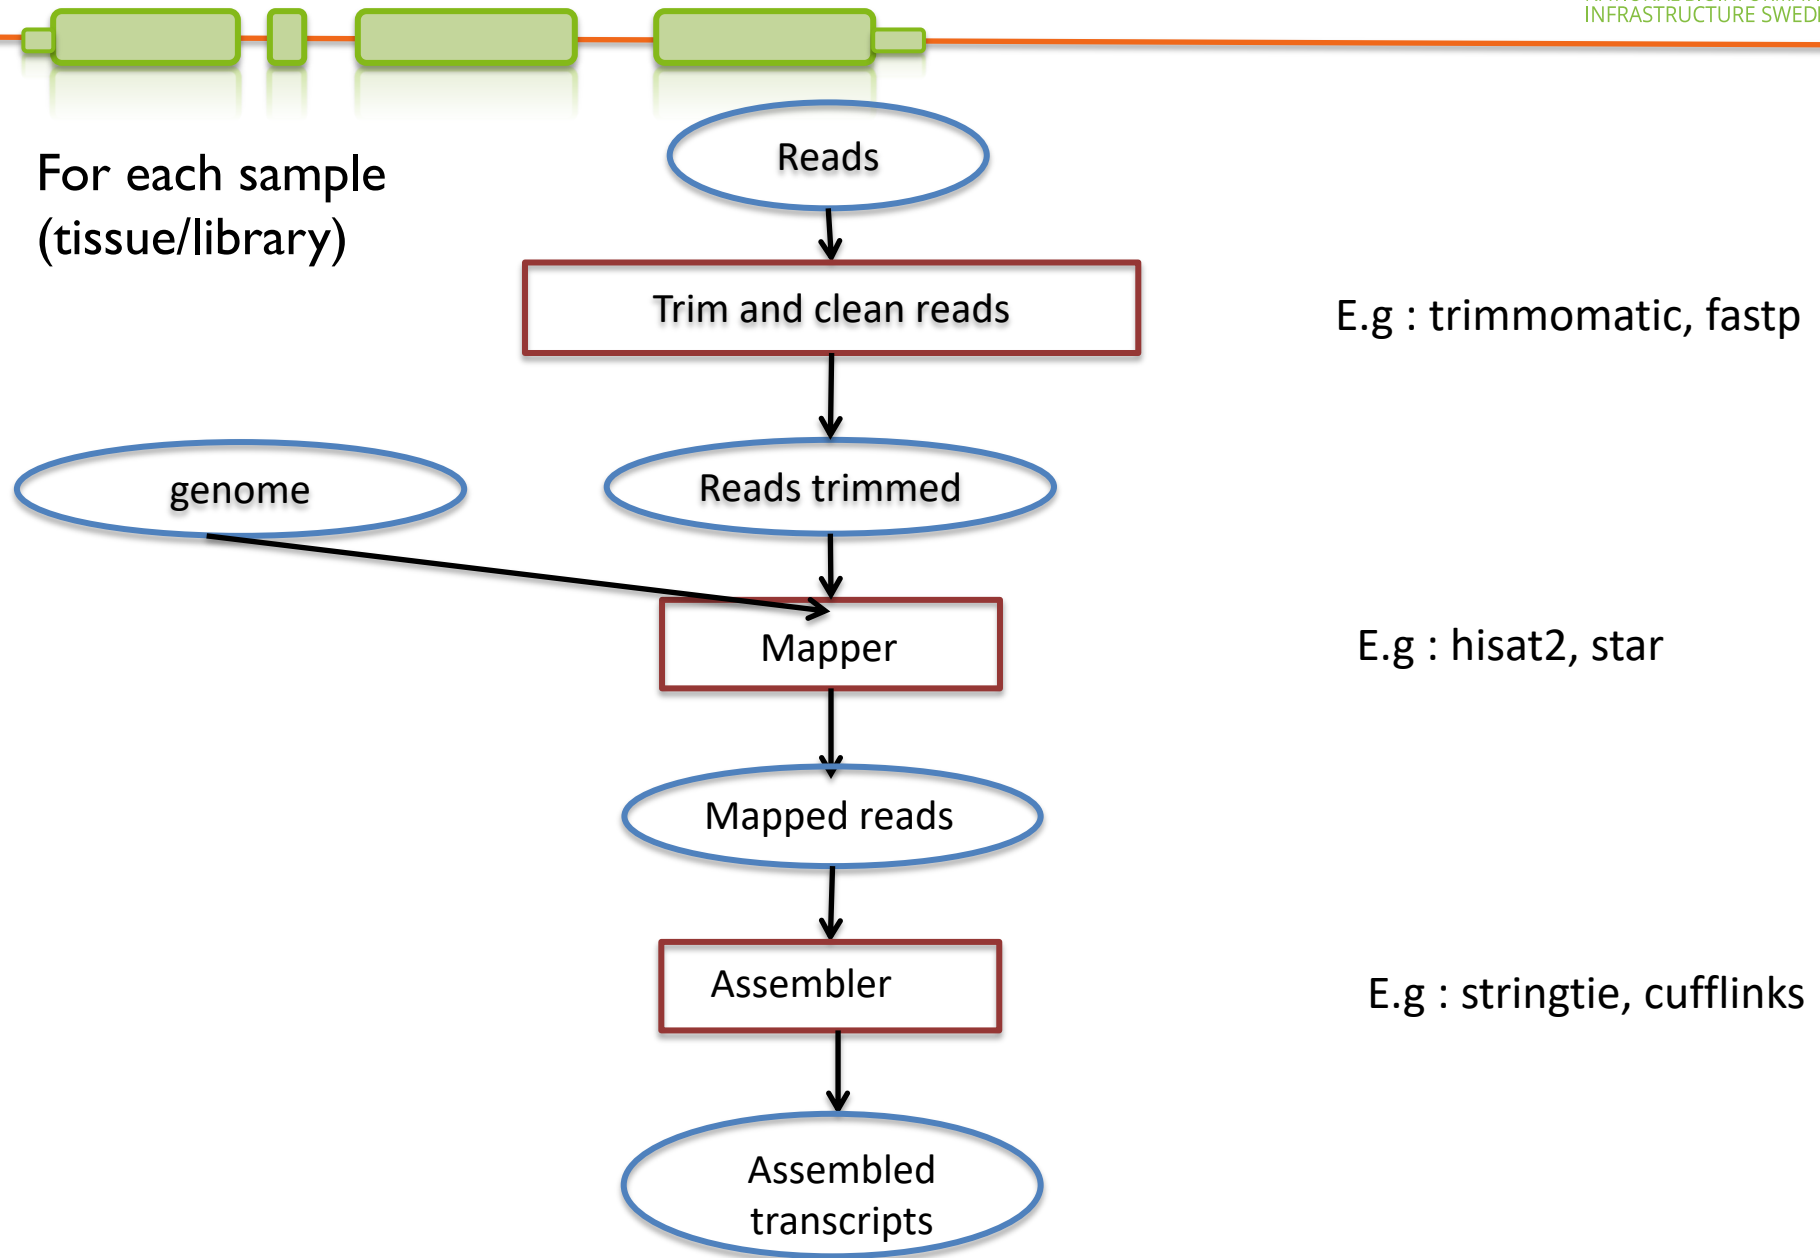 INFRASTRUCTURE SWED
For each sample
(tissue/library)
Reads
Trim and clean reads
E.g : trimmomatic, fastp
genome
Reads trimmed
Mapper
E.g : hisat2, star
Mapped reads
Assembler
E.g : stringtie, cufflinks
Assembled
transcripts